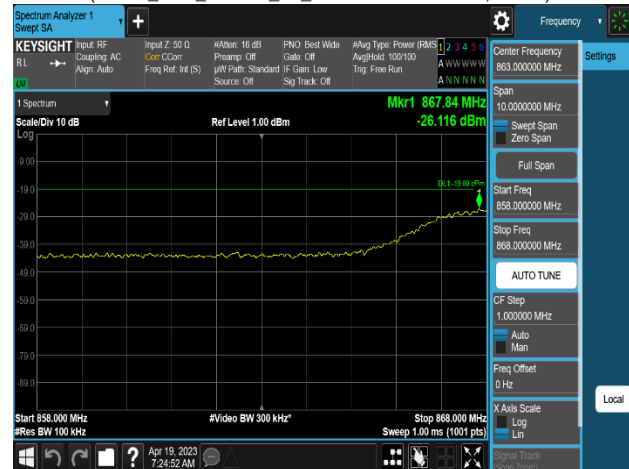 Spectrum Analyzer 1
Swept SA
Frequency
KEYSIGHT
RL
Input: RF
Coupling: AC
Align: Auto
Input Z: 50 Ω
Corr CCorr
Freq Ref: Int (S)
#Atten: 16 dB
Preamp: Off
µW Path: Standard
Source: Off
PNO: Best Wide
Gate: Off
IF Gain: Low
Sig Track: Off
#Avg Type: Power (RMS
Avg|Hold: 100/100
Trig: Free Run
1 2 3 4 5 6
A W W W W W
A N N N N N
LNI
1 Spectrum
Scale/Div 10 dB
Log
Ref Level 1.00 dBm
Mkr1 867.84 MHz
-26.116 dBm
DL1 -19.00 dBm
1
-9.00
-19.0
-29.0
-39.0
-49.0
-59.0
-69.0
-79.0
-89.0
Start 858.000 MHz
#Res BW 100 kHz
#Video BW 300 kHz*
Stop 868.000 MHz
Sweep 1.00 ms (1001 pts)
Apr 19, 2023
7:24:52 AM
Center Frequency
863.000000 MHz
Span
10.0000000 MHz
Swept Span
Zero Span
Full Span
Start Freq
858.000000 MHz
Stop Freq
868.000000 MHz
AUTO TUNE
CF Step
1.000000 MHz
Auto
Man
Freq Offset
0 Hz
X Axis Scale
Log
Lin
Signal Track
(Span Zoom)
Settings
Local